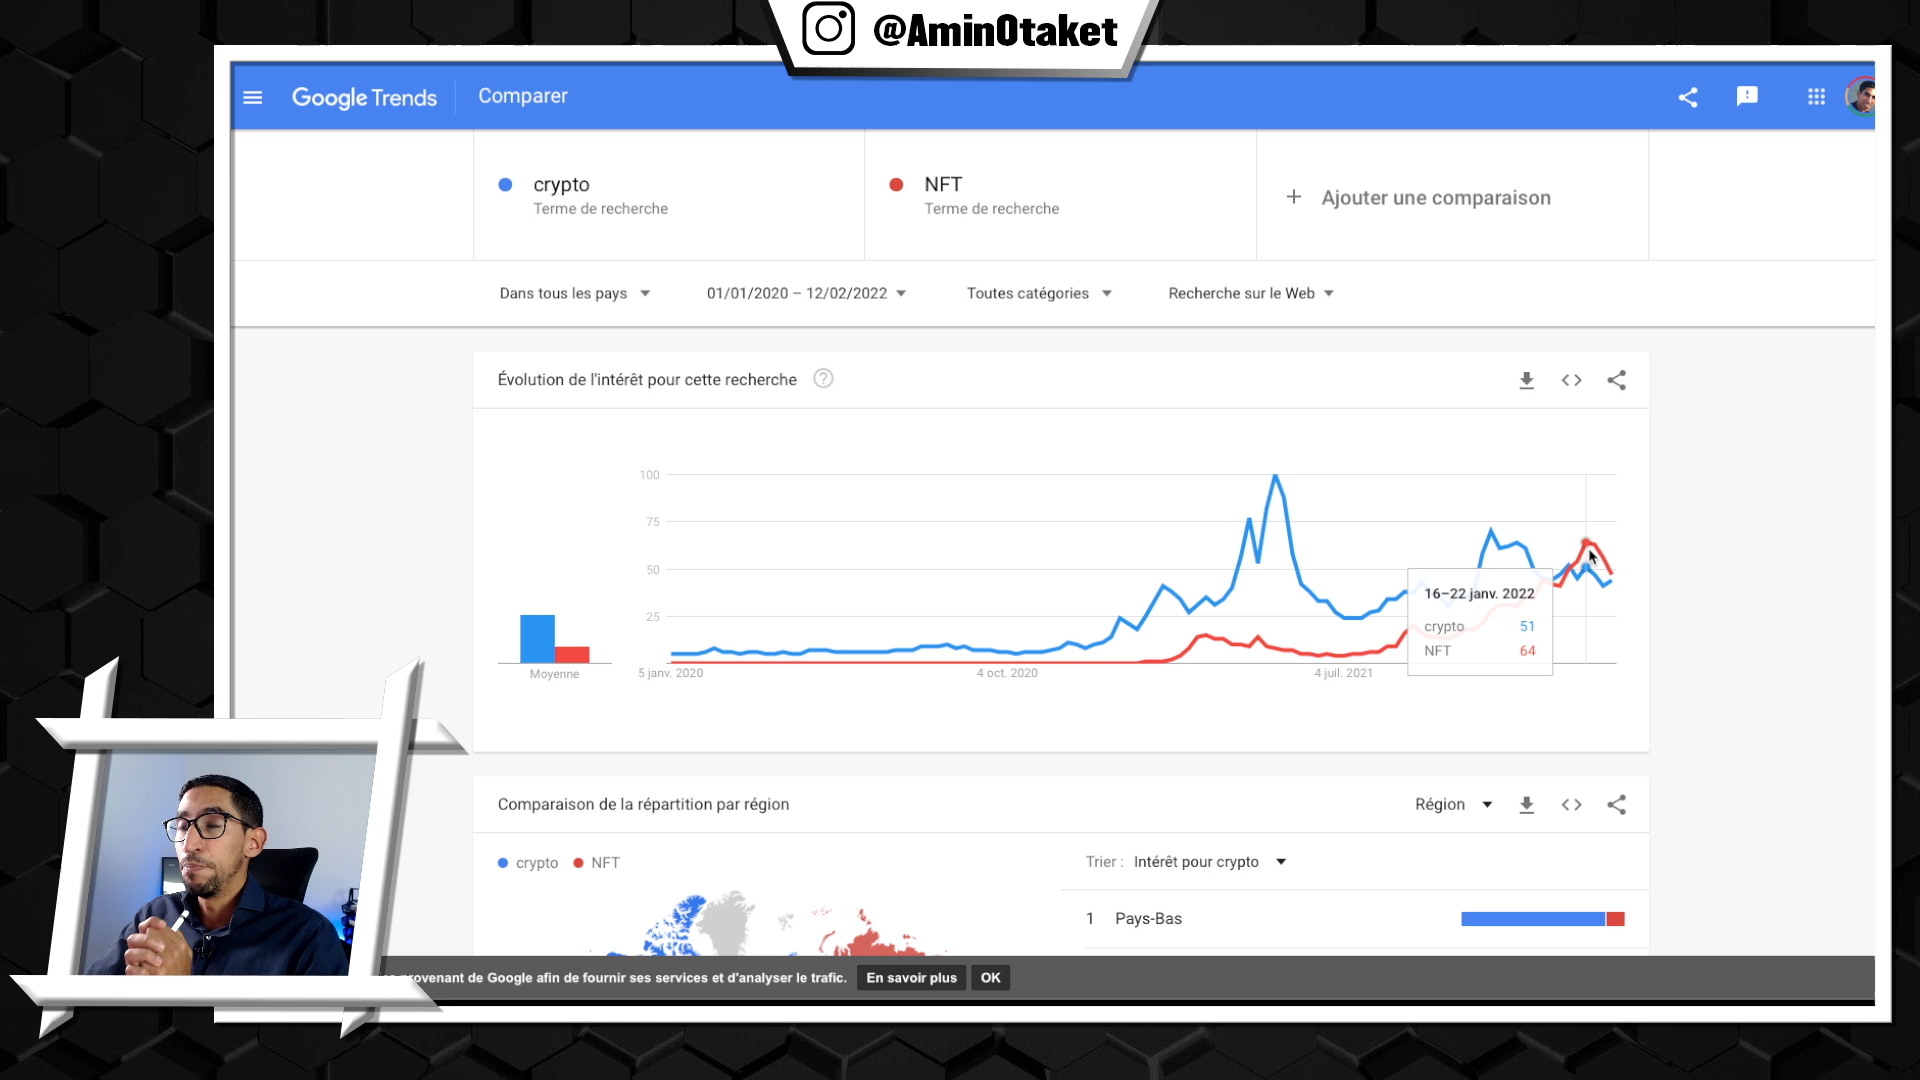 @AminOtaket
Google Trends
Comparer
crypto
Terme de recherche
NFT
Terme de recherche
+ Ajouter une comparaison
Dans tous les pays
01/01/2020 – 12/02/2022
Toutes catégories
Recherche sur le Web
Évolution de l'intérêt pour cette recherche
100
75
50
25
Moyenne
5 janv. 2020
4 oct. 2020
4 juil. 2021
16–22 janv. 2022
crypto 51
NFT 64
Comparaison de la répartition par région
Région
crypto
NFT
Trier : Intérêt pour crypto
1 Pays-Bas
provenant de Google afin de fournir ses services et d'analyser le trafic.
En savoir plus
OK